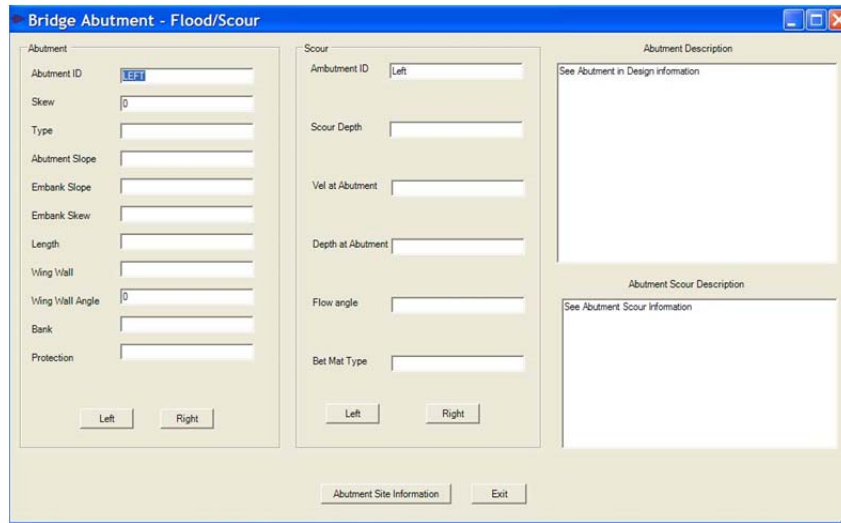 Bridge Abutment - Flood/Scour
Abutment
Abutment ID LEFT
Skew 0
Type
Abutment Slope
Embank Slope
Embank Skew
Length
Wing Wall
Wing Wall Angle 0
Bank
Protection
Left Right
Scour
Ambutment ID Left
Scour Depth
Vel at Abutment
Depth at Abutment
Flow angle
Bet Mat Type
Left Right
Abutment Description
See Abutment in Design information
Abutment Scour Description
See Abutment Scour Information
Abutment Site Information Exit